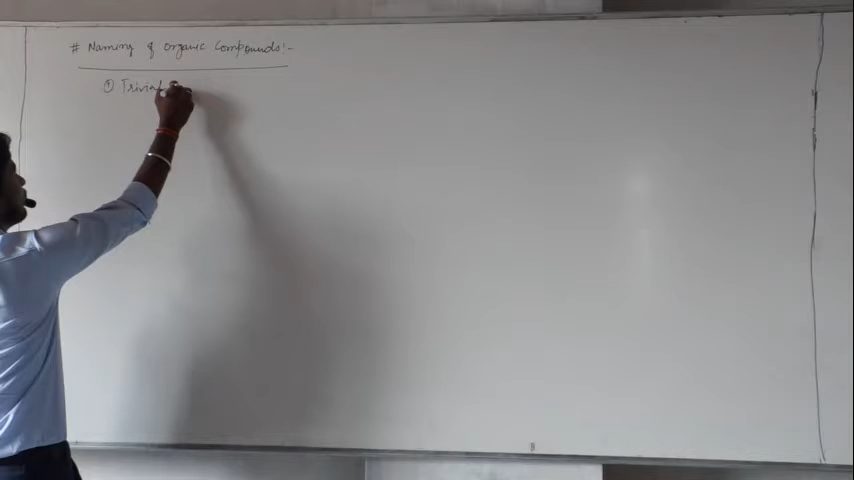 # Naming of Organic Compounds:-
① Trivial